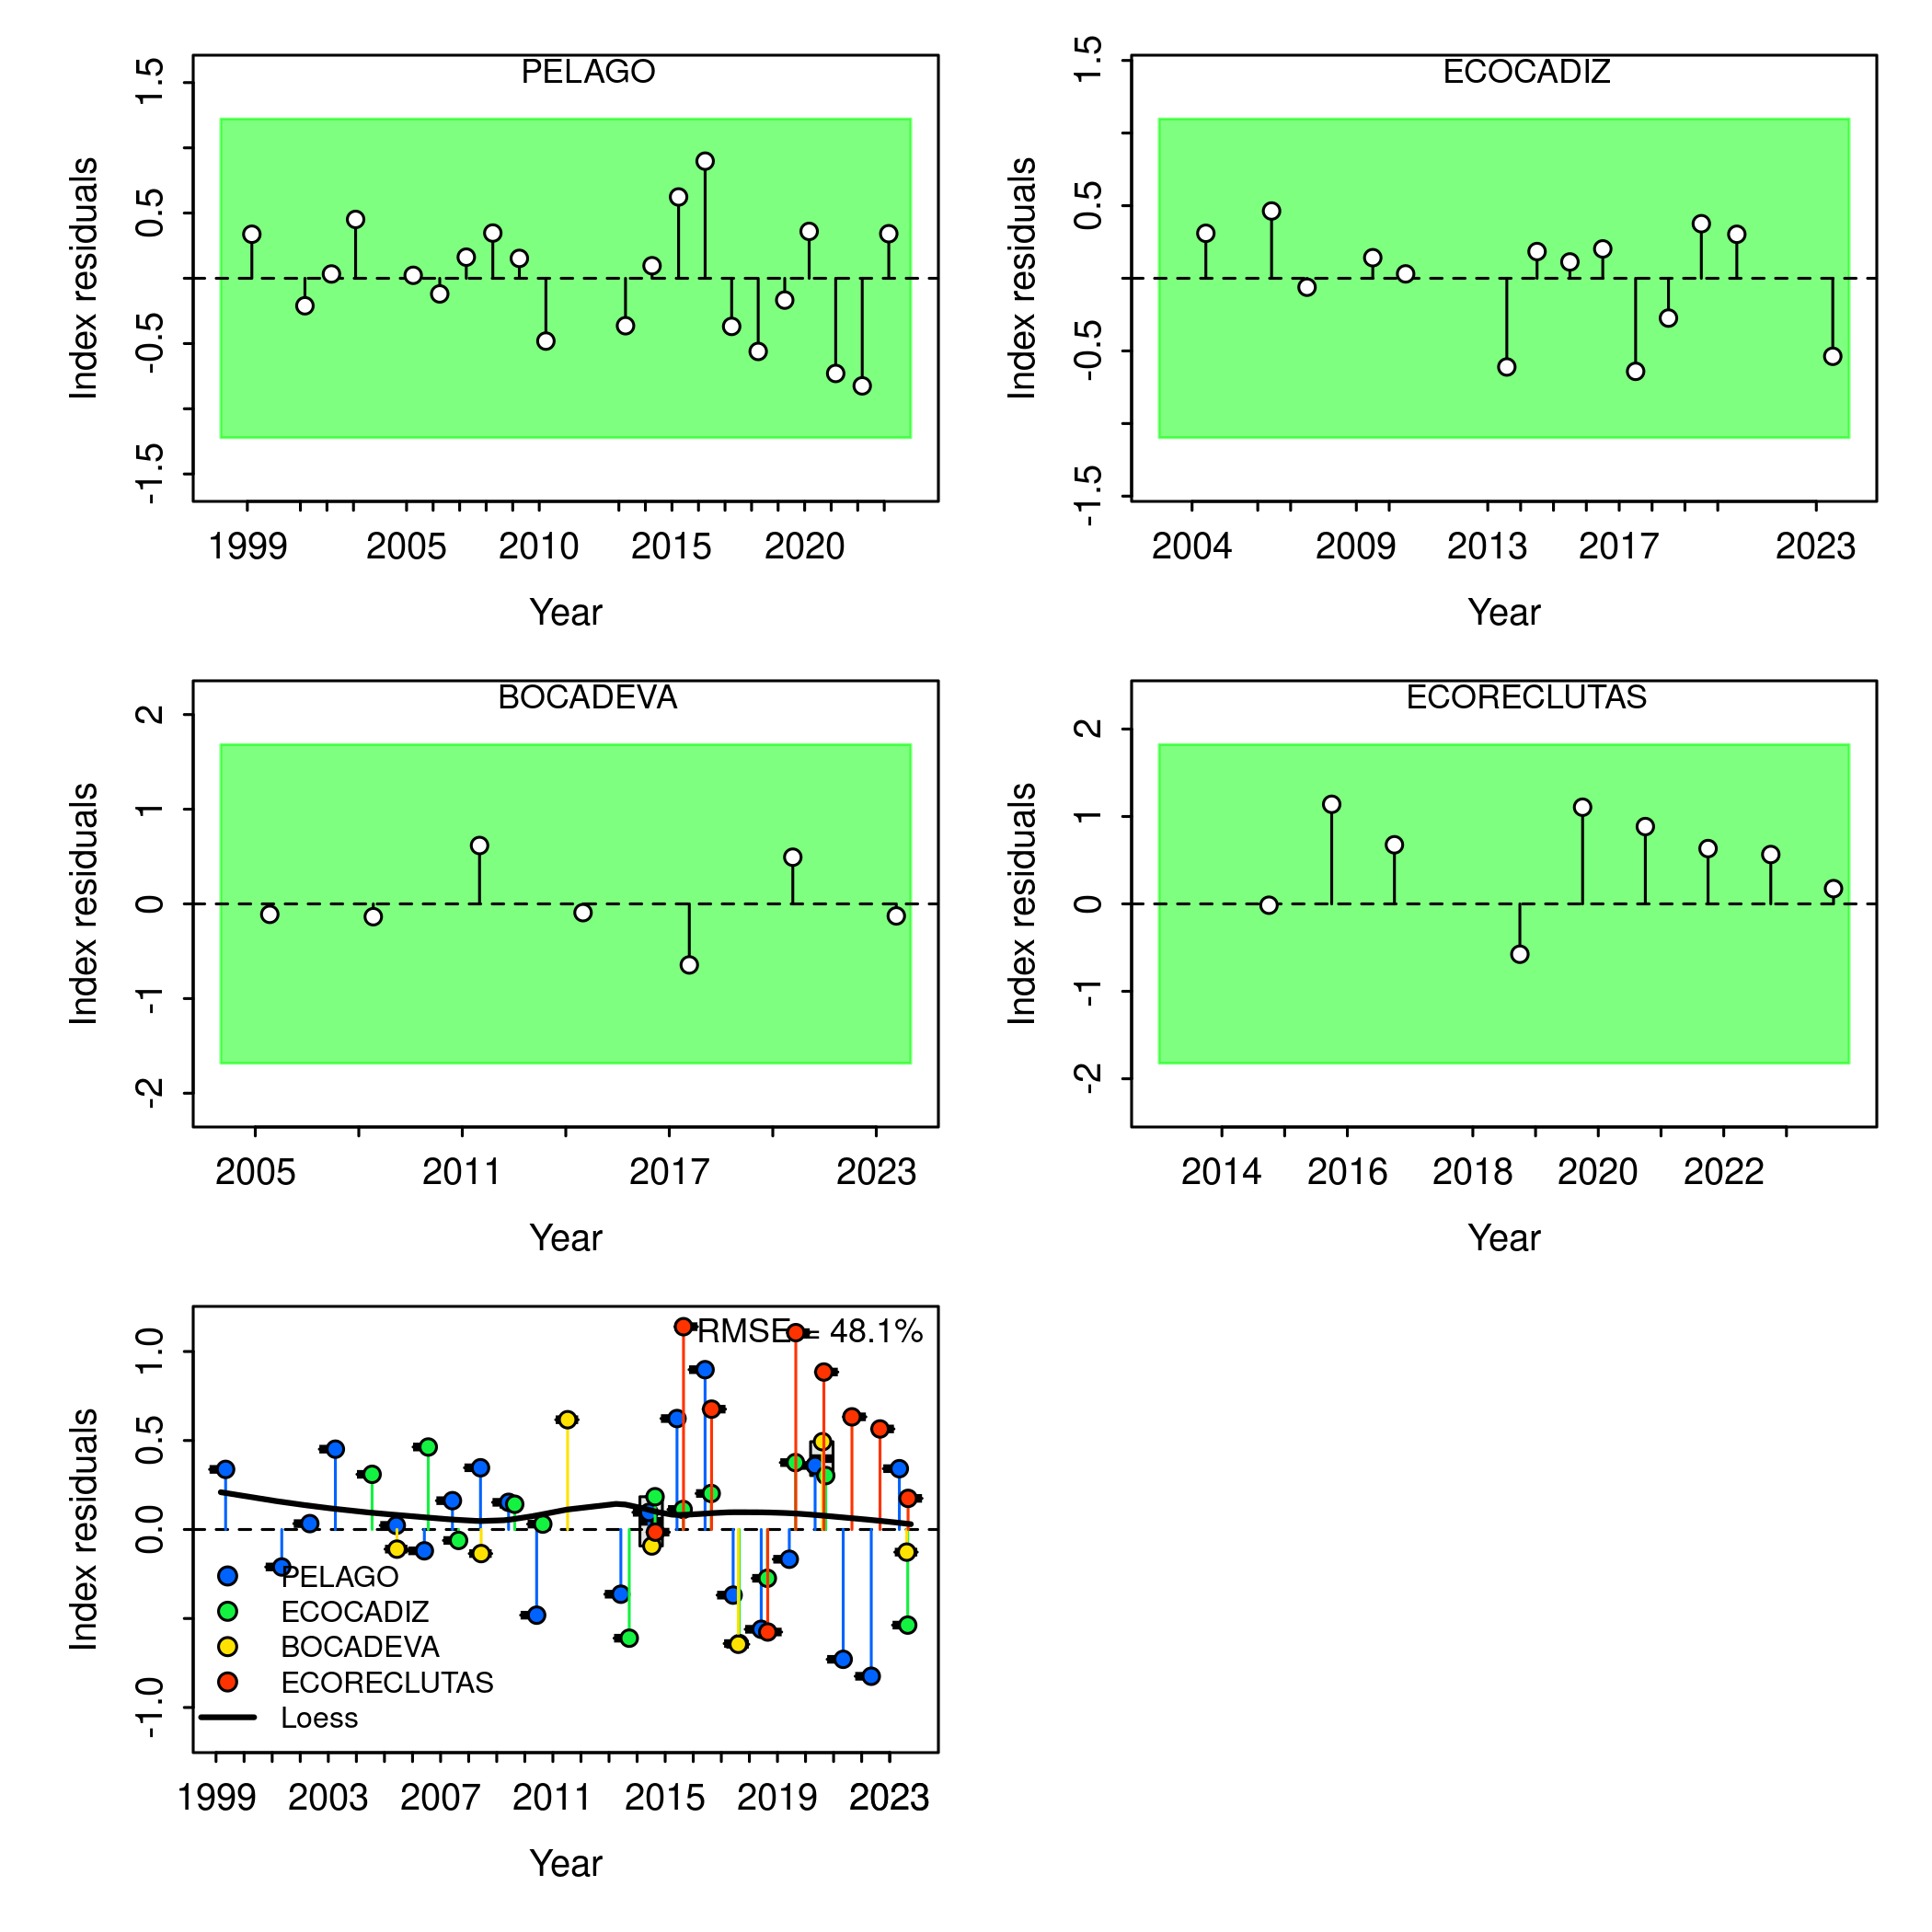 PELAGO
Index residuals
1.5
0.5
-0.5
-1.5
1999 2005 2010 2015 2020
Year
ECOCADIZ
Index residuals
1.5
0.5
-0.5
-1.5
2004 2009 2013 2017 2023
Year
BOCADEVA
Index residuals
2
1
0
-1
-2
2005 2011 2017 2023
Year
ECORECLUTAS
Index residuals
2
1
0
-1
-2
2014 2016 2018 2020 2022
Year
RMSE = 48.1%
Index residuals
1.0
0.5
0.0
-1.0
PELAGO
ECOCADIZ
BOCADEVA
ECORECLUTAS
Loess
1999 2003 2007 2011 2015 2019 2023
Year